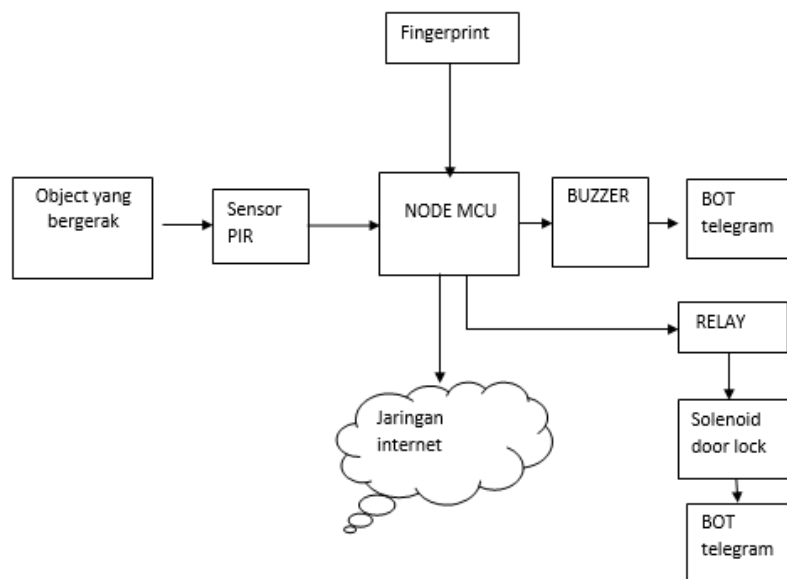 Fingerprint
Object yang
bergerak
Sensor
PIR
NODE MCU
BUZZER
BOT
telegram
RELAY
Jaringan
internet
Solenoid
door lock
BOT
telegram